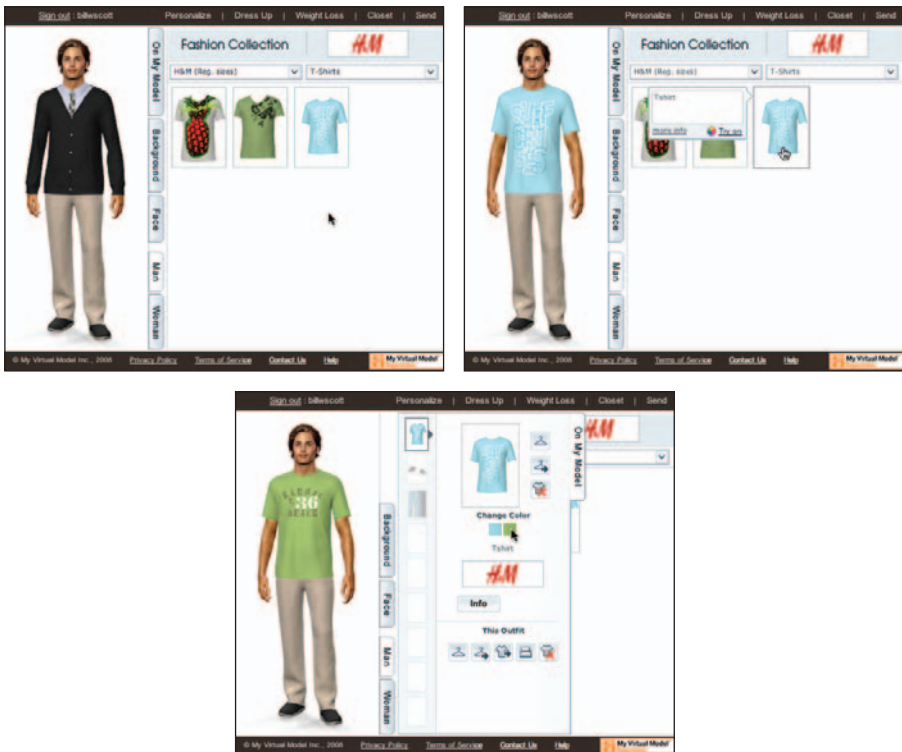 Sign out : billwscott Personalize | Dress Up | Weight Loss | Closet | Send
On My Model
Background
Face
Man
Woman
Fashion Collection
H&M
H&M (Reg. sizes)
T-Shirts
© My Virtual Model Inc., 2008 Privacy Policy Terms of Service Contact Us Help My Virtual Model
Sign out : billwscott Personalize | Dress Up | Weight Loss | Closet | Send
On My Model
Background
Face
Man
Woman
Fashion Collection
H&M
H&M (Reg. sizes)
T-Shirts
Tshirt
more info Try on
© My Virtual Model Inc., 2008 Privacy Policy Terms of Service Contact Us Help My Virtual Model
Sign out : billwscott Personalize | Dress Up | Weight Loss | Closet | Send
36
Background
Face
Man
Woman
On My Model
H&M
Change Color
Tshirt
H&M
Info
This Outfit
© My Virtual Model Inc., 2008 Privacy Policy Terms of Service Contact Us Help My Virtual Model